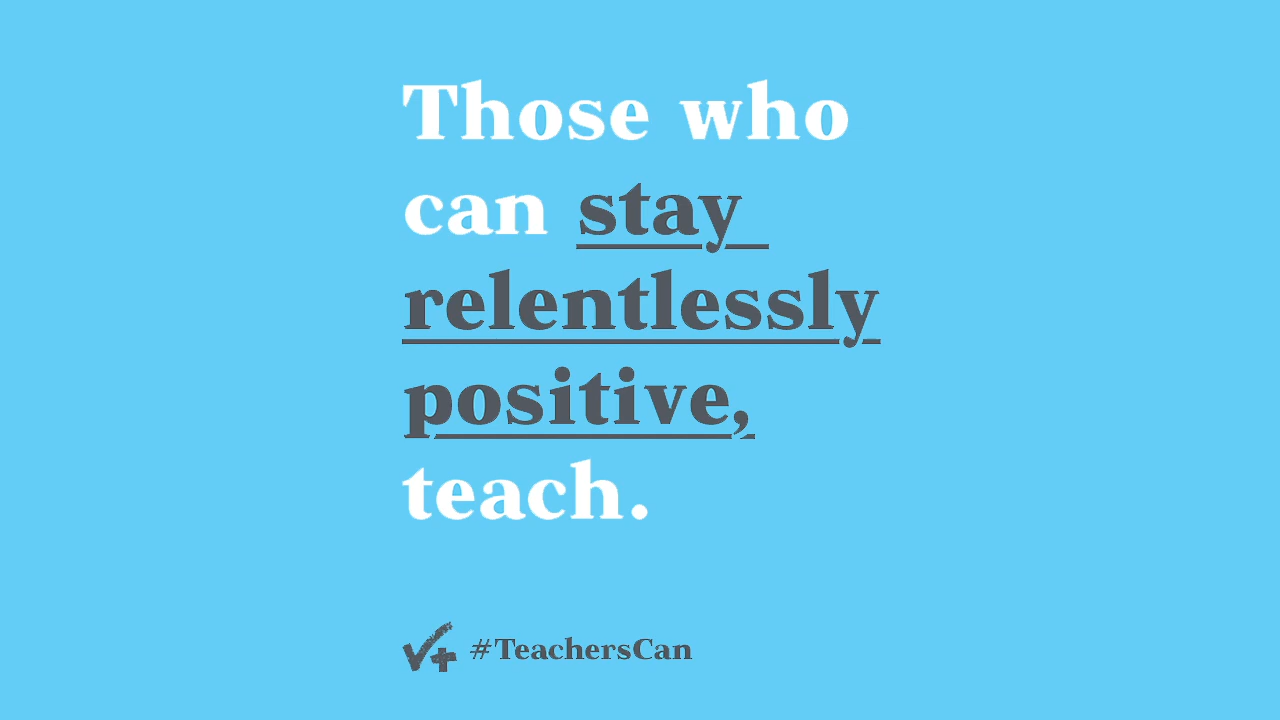 Those who
can stay
relentlessly
positive,
teach.
#TeachersCan